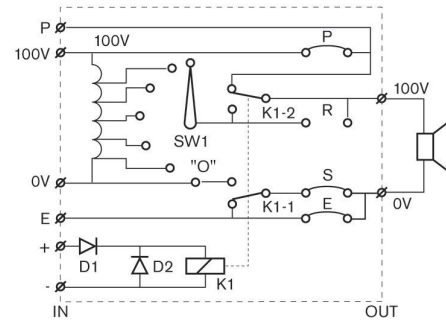 P
100V
100V
P
100V
SW1
K1-2
R
"O"
0V
S
0V
K1-1
E
E
+
D1
D2
K1
-
IN
OUT